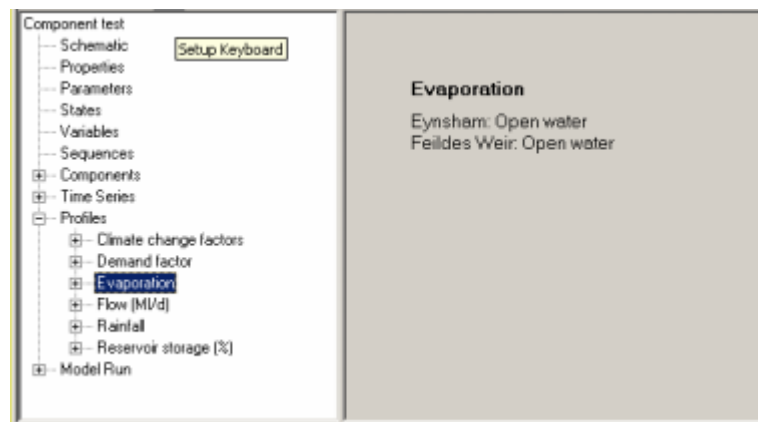 Component test
Schematic
Setup Keyboard
Properties
Parameters
States
Variables
Sequences
Components
Time Series
Profiles
Climate change factors
Demand factor
Evaporation
Flow (Ml/d)
Rainfall
Reservoir storage (%)
Model Run
Evaporation
Eynsham: Open water
Feildes Weir: Open water